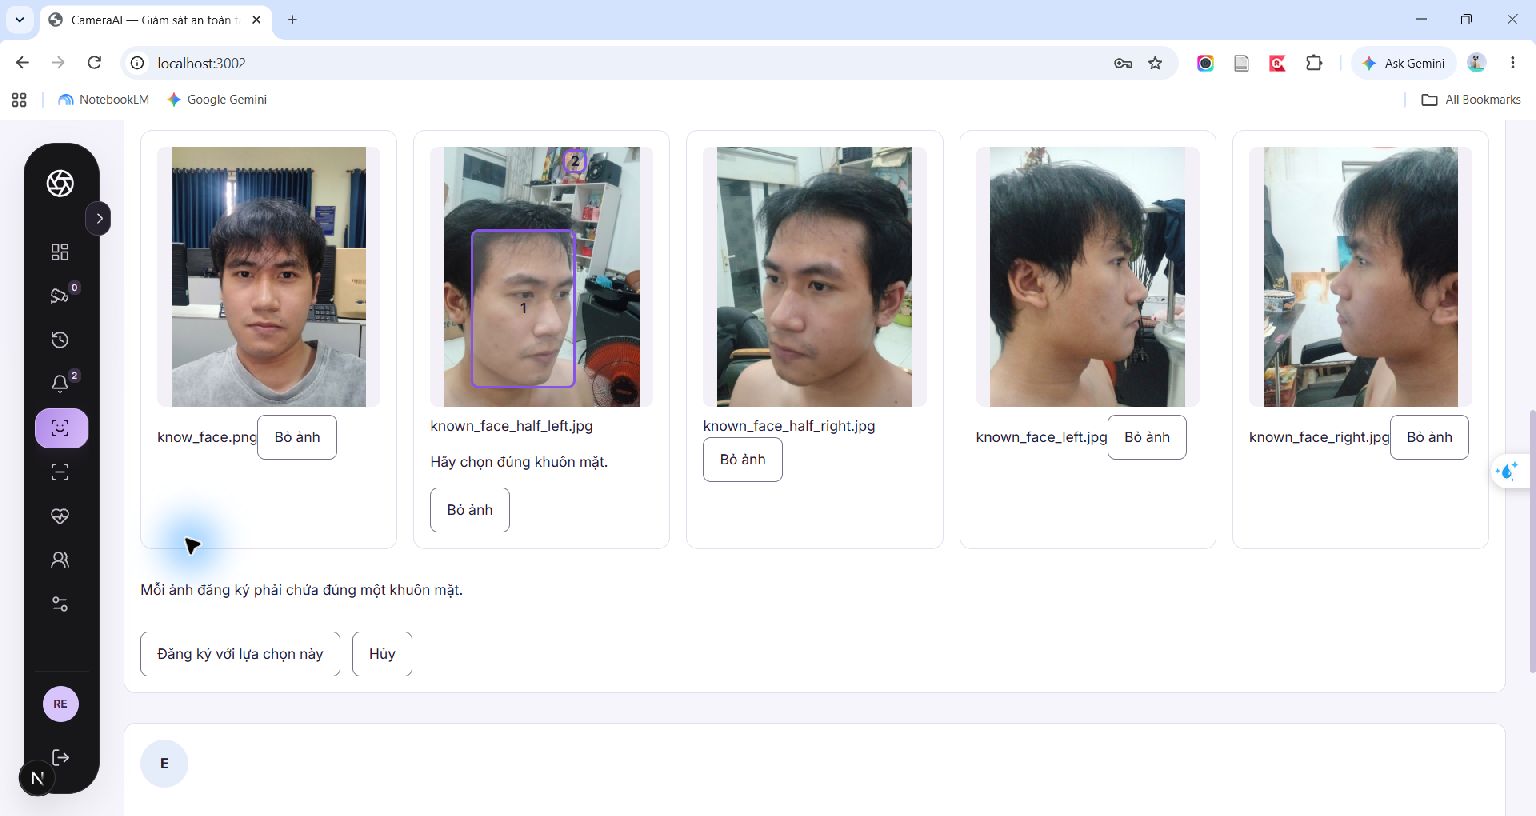 CameraAI — Giám sát an toàn t
localhost:3002
Ask Gemini
NotebookLM
Google Gemini
All Bookmarks
0
2
RE
N
2
1
know_face.png
Bỏ ảnh
known_face_half_left.jpg
Hãy chọn đúng khuôn mặt.
Bỏ ảnh
known_face_half_right.jpg
Bỏ ảnh
known_face_left.jpg
Bỏ ảnh
known_face_right.jpg
Bỏ ảnh
Mỗi ảnh đăng ký phải chứa đúng một khuôn mặt.
Đăng ký với lựa chọn này
Hủy
E